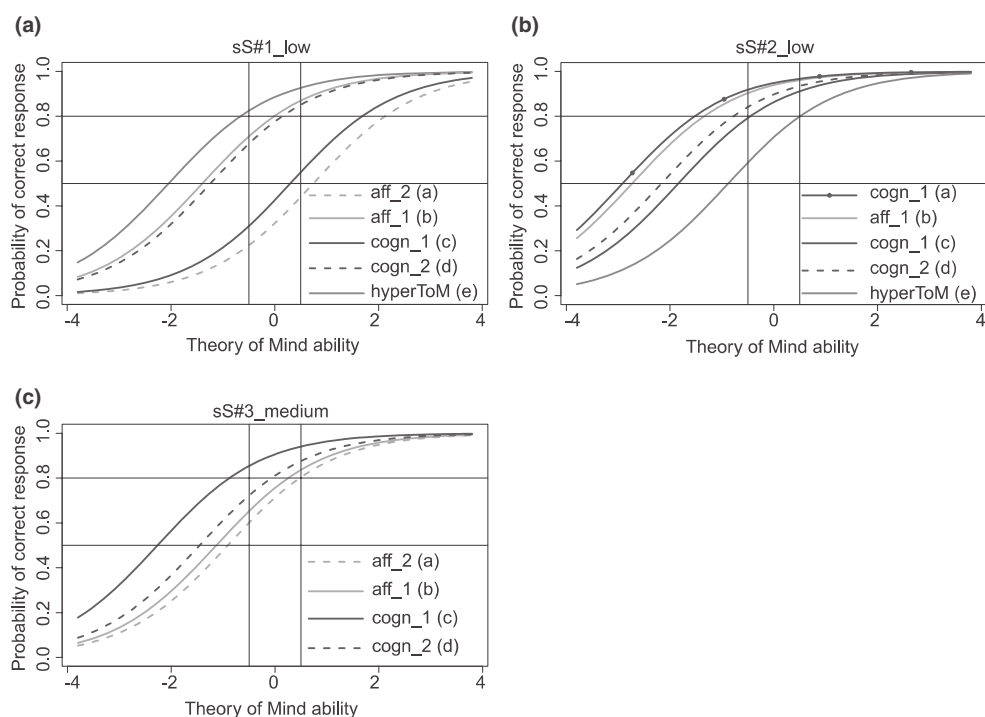 (a)
sS#1_low
Probability of correct response
1.0
0.8
0.6
0.4
0.2
0.0
aff_2 (a)
aff_1 (b)
cogn_1 (c)
cogn_2 (d)
hyperToM (e)
-4 -2 0 2 4
Theory of Mind ability
(b)
sS#2_low
Probability of correct response
1.0
0.8
0.6
0.4
0.2
0.0
cogn_1 (a)
aff_1 (b)
cogn_1 (c)
cogn_2 (d)
hyperToM (e)
-4 -2 0 2 4
Theory of Mind ability
(c)
sS#3_medium
Probability of correct response
1.0
0.8
0.6
0.4
0.2
0.0
aff_2 (a)
aff_1 (b)
cogn_1 (c)
cogn_2 (d)
-4 -2 0 2 4
Theory of Mind ability